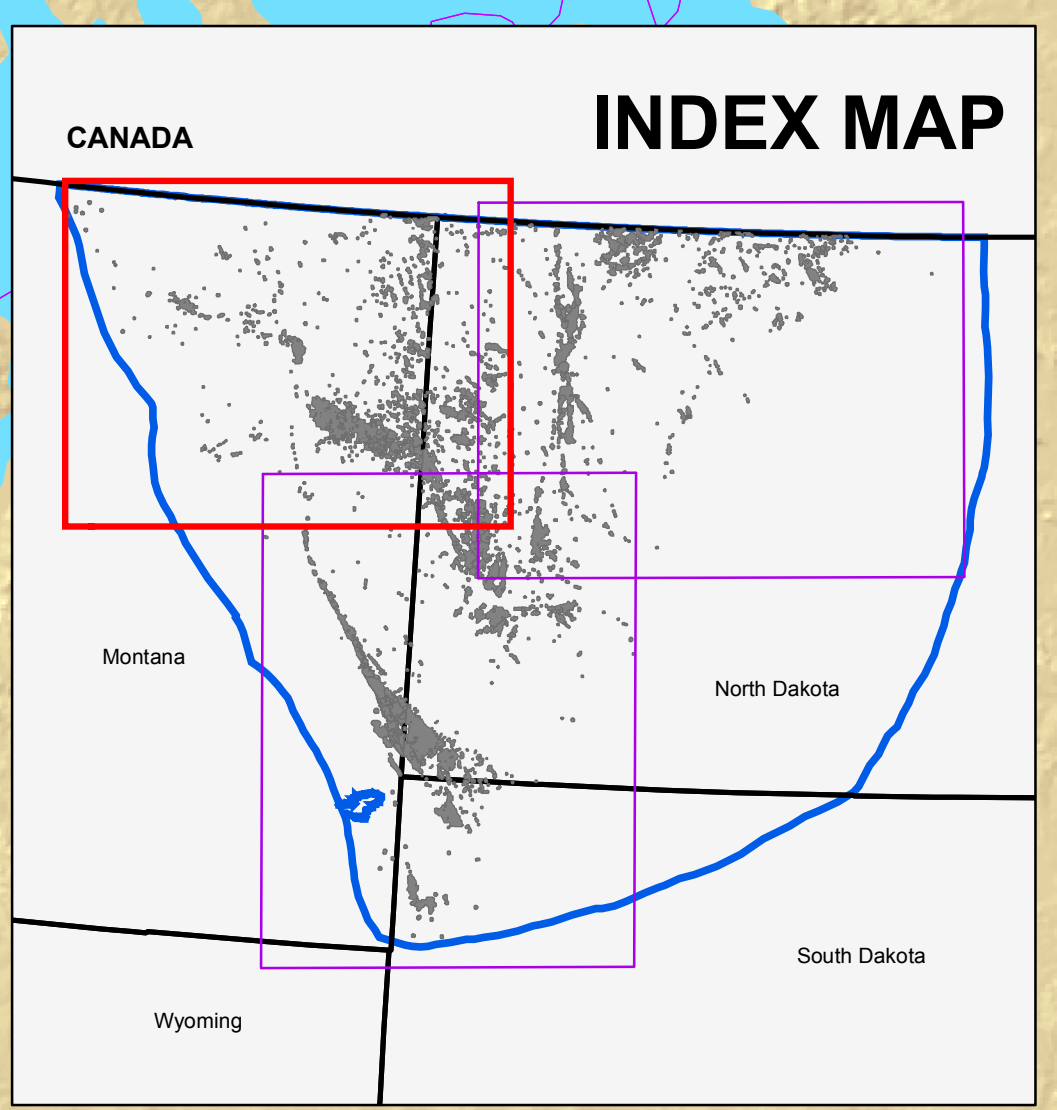 INDEX MAP
CANADA
Montana
North Dakota
South Dakota
Wyoming